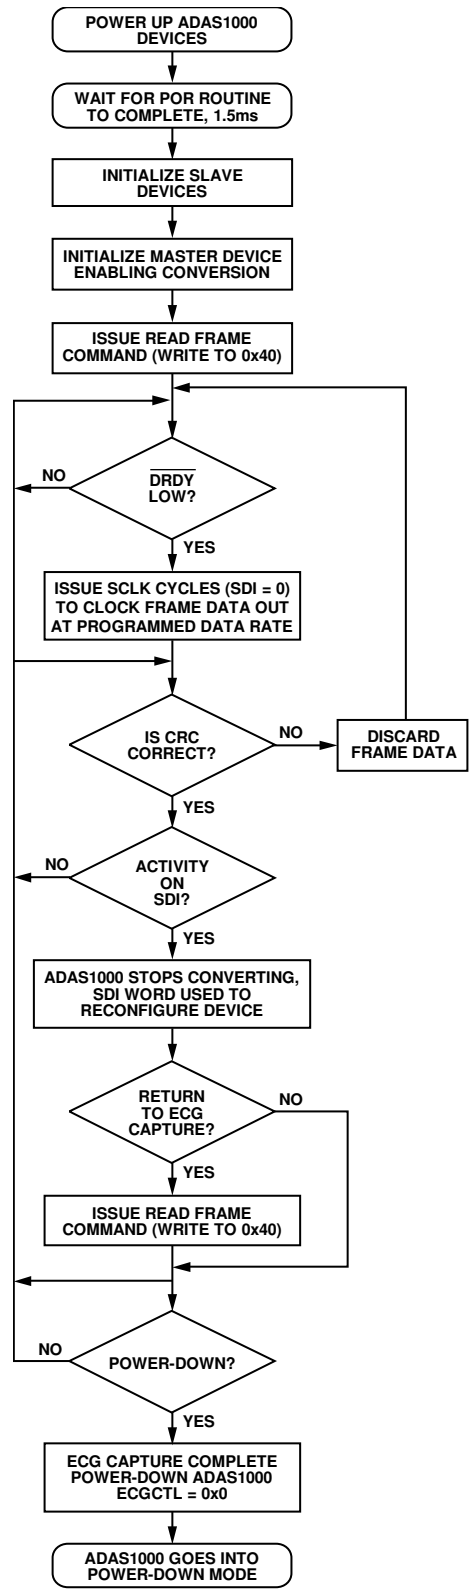 POWER UP ADAS1000
DEVICES
WAIT FOR POR ROUTINE
TO COMPLETE, 1.5ms
INITIALIZE SLAVE
DEVICES
INITIALIZE MASTER DEVICE
ENABLING CONVERSION
ISSUE READ FRAME
COMMAND (WRITE TO 0x40)
NO
DRDY
LOW?
YES
ISSUE SCLK CYCLES (SDI = 0)
TO CLOCK FRAME DATA OUT
AT PROGRAMMED DATA RATE
IS CRC
CORRECT?
NO
DISCARD
FRAME DATA
YES
NO
ACTIVITY
ON
SDI?
YES
ADAS1000 STOPS CONVERTING,
SDI WORD USED TO
RECONFIGURE DEVICE
RETURN
TO ECG
CAPTURE?
NO
YES
ISSUE READ FRAME
COMMAND (WRITE TO 0x40)
NO
POWER-DOWN?
YES
ECG CAPTURE COMPLETE
POWER-DOWN ADAS1000
ECGCTL = 0x0
ADAS1000 GOES INTO
POWER-DOWN MODE